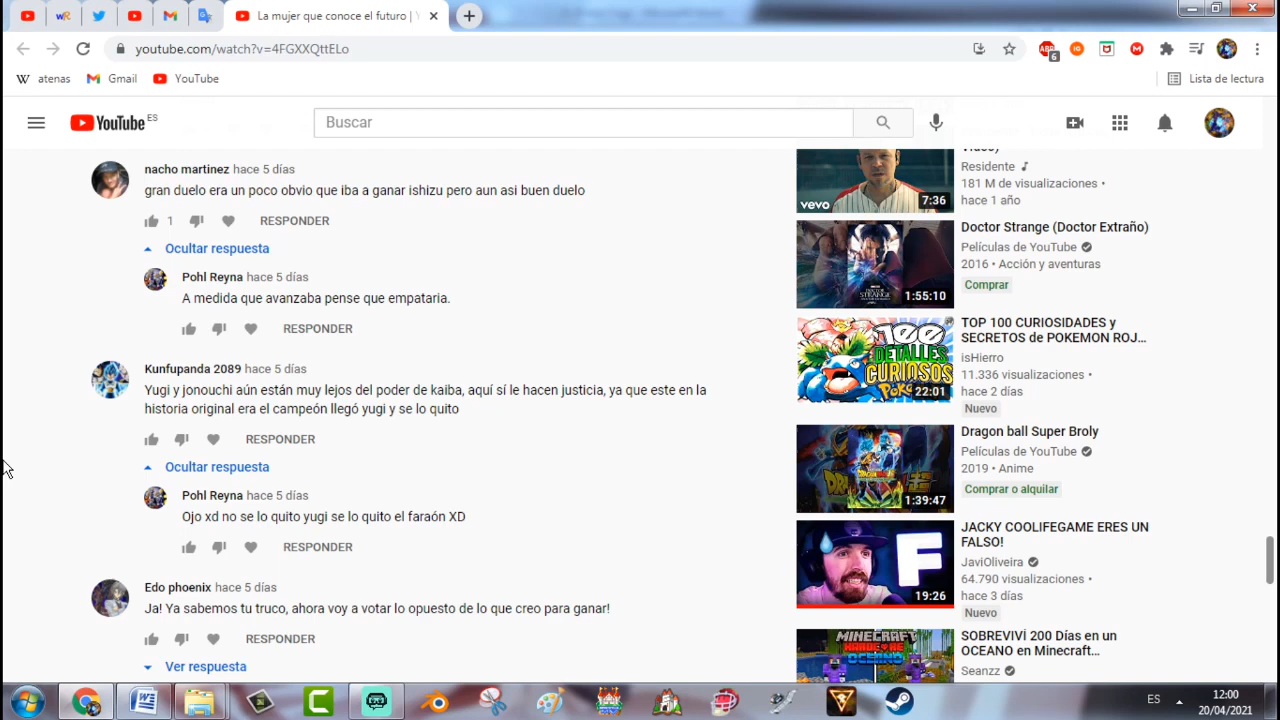 La mujer que conoce el futuro | Y
youtube.com/watch?v=4FGXXQttELo
6
atenas
Gmail
YouTube
Lista de lectura
YouTube ES
Buscar
nacho martinez hace 5 días
gran duelo era un poco obvio que iba a ganar ishizu pero aun asi buen duelo
1
RESPONDER
Ocultar respuesta
Pohl Reyna hace 5 días
A medida que avanzaba pense que empataria.
RESPONDER
Kunfupanda 2089 hace 5 días
Yugi y jonouchi aún están muy lejos del poder de kaiba, aquí sí le hacen justicia, ya que este en la
historia original era el campeón llegó yugi y se lo quito
RESPONDER
Ocultar respuesta
Pohl Reyna hace 5 días
Ojo xd no se lo quito yugi se lo quito el faraón XD
RESPONDER
Edo phoenix hace 5 días
Ja! Ya sabemos tu truco, ahora voy a votar lo opuesto de lo que creo para ganar!
RESPONDER
Ver respuesta
vevo
7:36
Residente
181 M de visualizaciones •
hace 1 año
1:55:10
Doctor Strange (Doctor Extraño)
Películas de YouTube
2016 • Acción y aventuras
Comprar
100
DETALLES
CURIOSOS
22:01
TOP 100 CURIOSIDADES y
SECRETOS de POKEMON ROJ...
isHierro
11.336 visualizaciones •
hace 2 días
Nuevo
1:39:47
Dragon ball Super Broly
Películas de YouTube
2019 • Anime
Comprar o alquilar
F
19:26
JACKY COOLIFEGAME ERES UN
FALSO!
JaviOliveira
64.790 visualizaciones •
hace 3 días
Nuevo
MINECRAFT
HARDCORE
OCEANO
SOBREVIVÍ 200 Días en un
OCEANO en Minecraft...
Seanzz
ES
12:00
20/04/2021